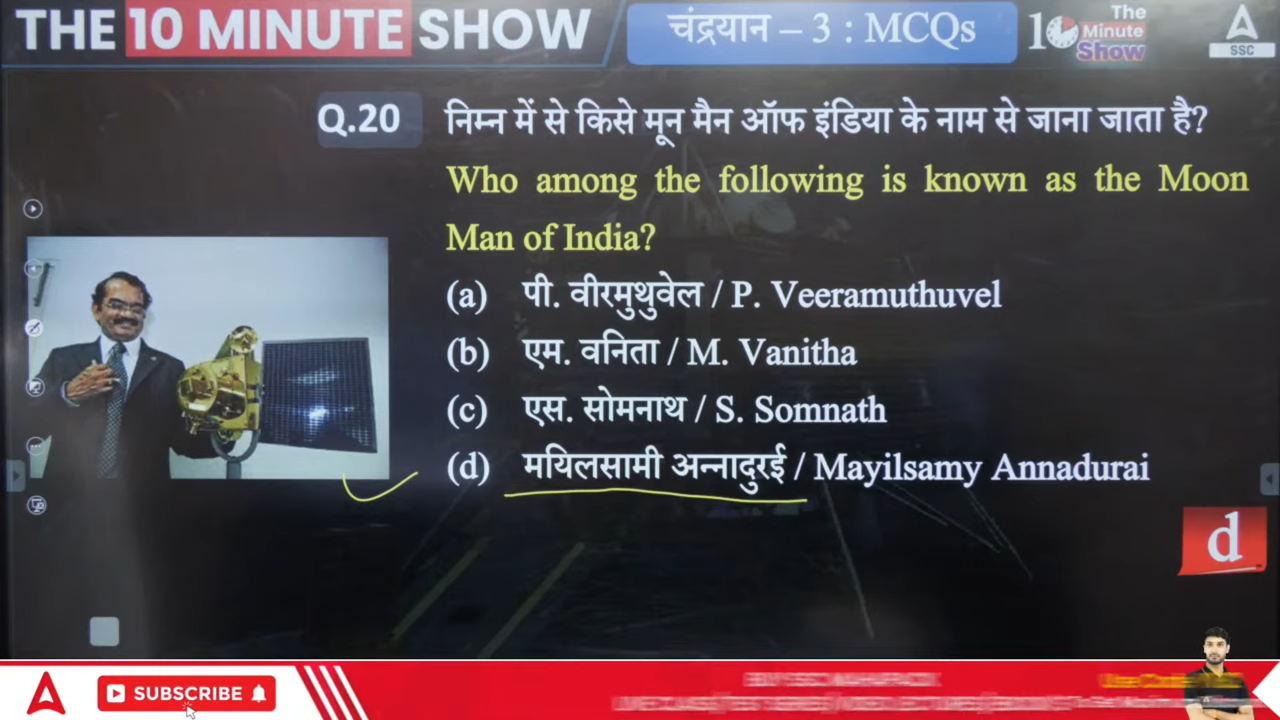 THE 10 MINUTE SHOW
चंद्रयान – 3 : MCQs
The
10 Minute
Show
SSC
Q.20 निम्न में से किसे मून मैन ऑफ इंडिया के नाम से जाना जाता है?
Who among the following is known as the Moon
Man of India?
(a) पी. वीरमुथुवेल / P. Veeramuthuvel
(b) एम. वनिता / M. Vanitha
(c) एस. सोमनाथ / S. Somnath
(d) मयिलसामी अन्नादुरई / Mayilsamy Annadurai
d
SUBSCRIBE